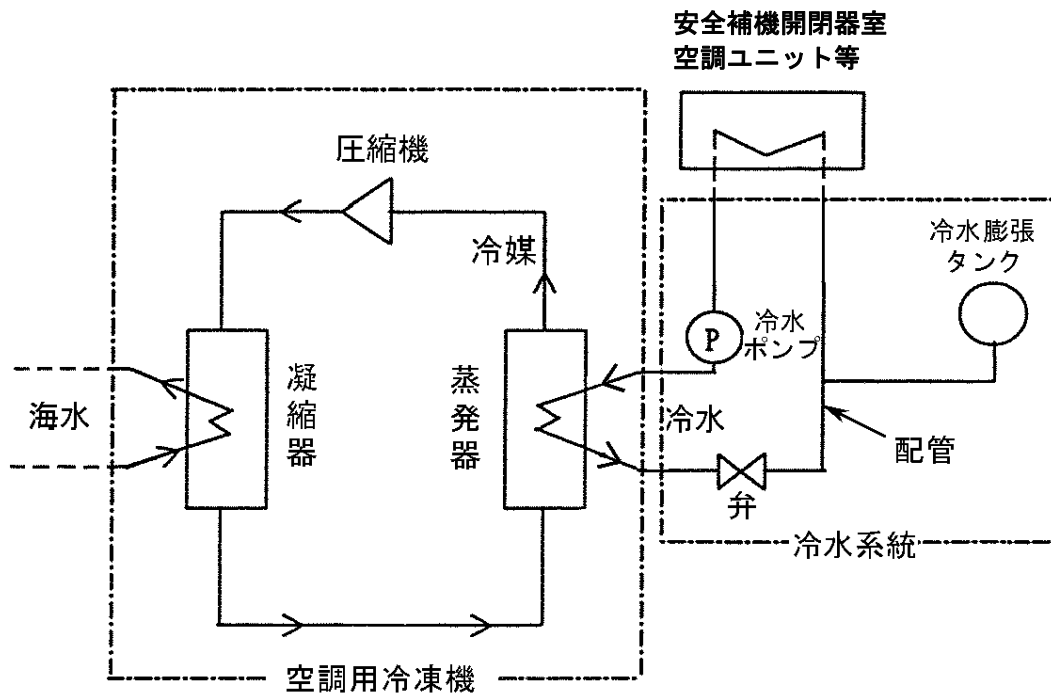 安全補機開閉器室
空調ユニット等
圧縮機
冷媒
冷水膨張
タンク
P
冷水
ポンプ
海水
凝縮器
蒸発器
冷水
配管
弁
冷水系統
空調用冷凍機